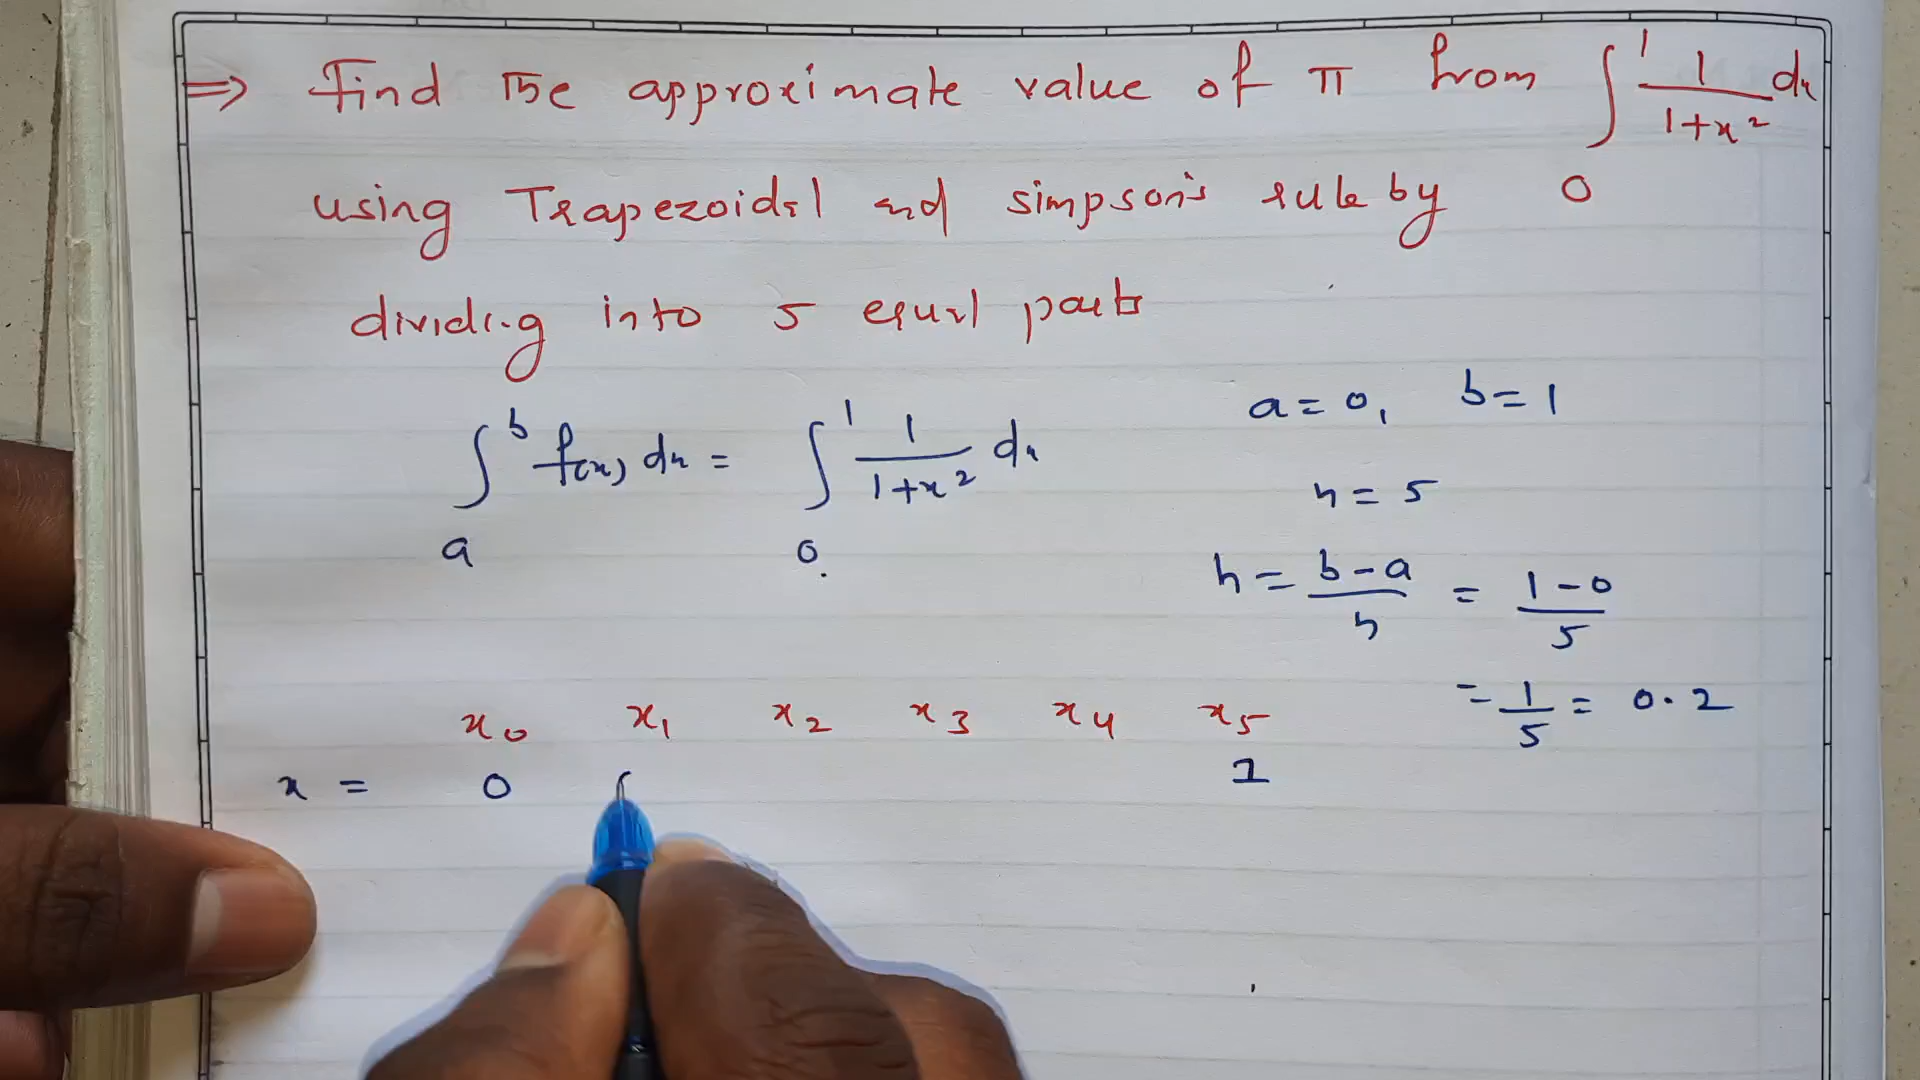 ⇒ Find the approximate value of π from ∫₀¹ 1/(1+x²) dx
using Trapezoidal and simpson's rule by
dividing into 5 equal parts
∫ₐᵇ f(x) dx = ∫₀¹ 1/(1+x²) dx
a = 0, b = 1
n = 5
h = (b-a)/n = (1-0)/5
= 1/5 = 0.2
x₀ x₁ x₂ x₃ x₄ x₅
x = 0 1